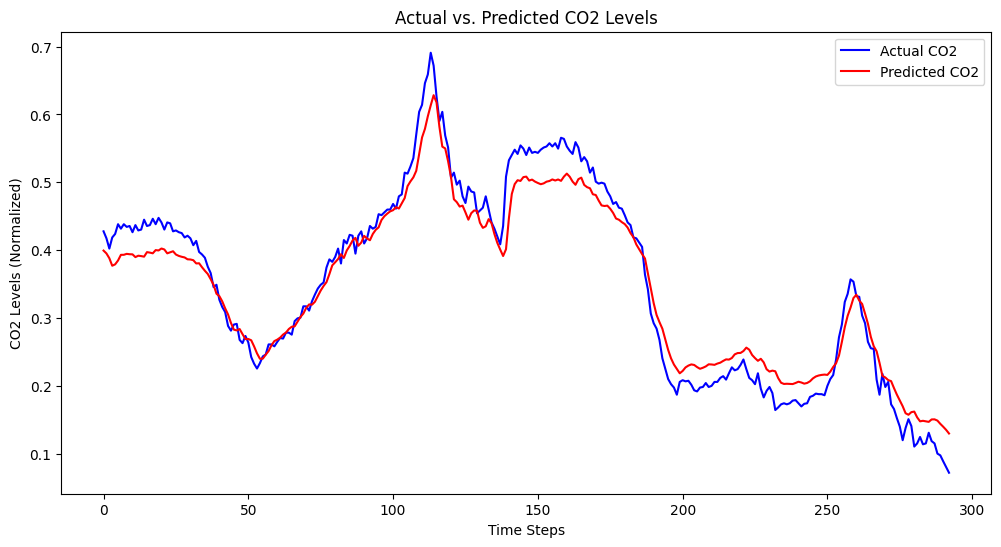 Actual vs. Predicted CO2 Levels
Actual CO2
Predicted CO2
CO2 Levels (Normalized)
0.7
0.6
0.5
0.4
0.3
0.2
0.1
0 50 100 150 200 250 300
Time Steps